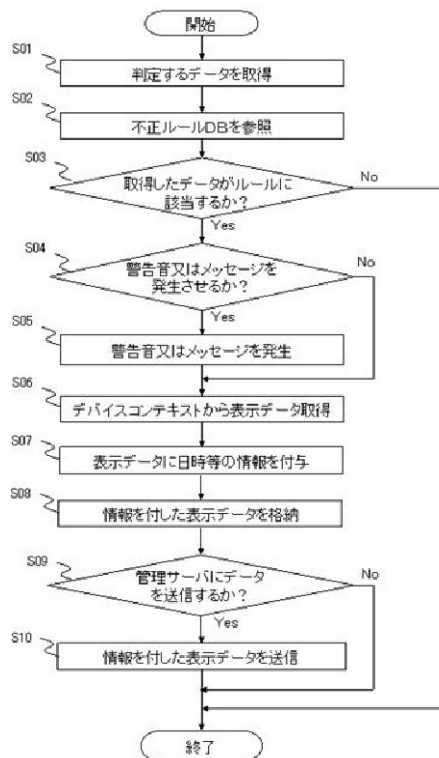 開始
S01
判定するデータを取得
S02
不正ルールDBを参照
S03
取得したデータがルールに
該当するか？
No
Yes
S04
警告音又はメッセージを
発生させるか？
No
Yes
S05
警告音又はメッセージを発生
S06
デバイスコンテキストから表示データ取得
S07
表示データに日時等の情報を付与
S08
情報を付した表示データを格納
S09
管理サーバにデータ
を送信するか？
No
Yes
S10
情報を付した表示データを送信
終了